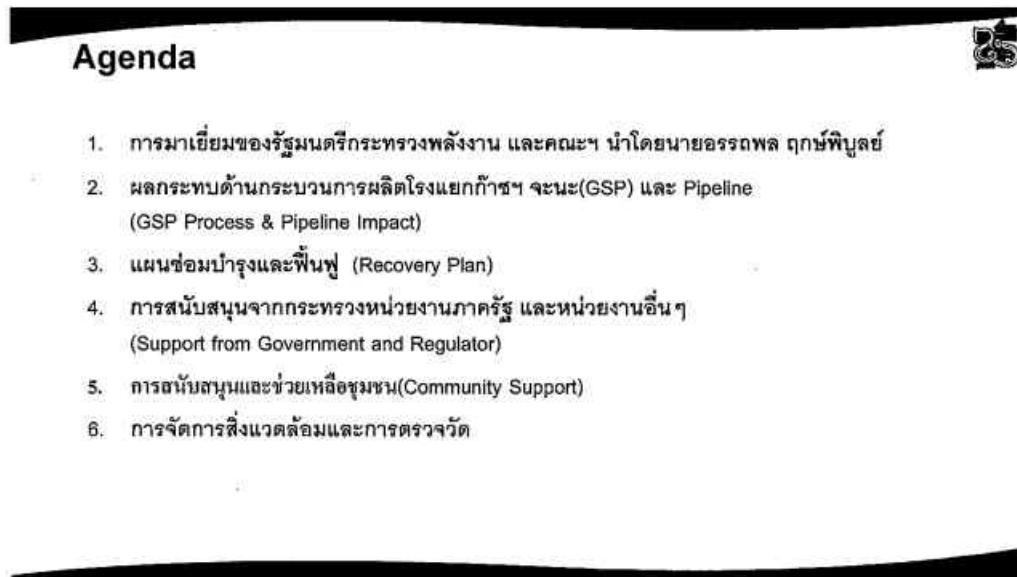 Agenda
1. การมาเยี่ยมของรัฐมนตรีกระทรวงพลังงาน และคณะฯ นำโดยนายอรรถพล ฤกษ์พิบูลย์
2. ผลกระทบด้านกระบวนการผลิตโรงแยกก๊าซฯ จะนะ(GSP) และ Pipeline
(GSP Process & Pipeline Impact)
3. แผนซ่อมบำรุงและฟื้นฟู (Recovery Plan)
4. การสนับสนุนจากกระทรวงหน่วยงานภาครัฐ และหน่วยงานอื่นๆ
(Support from Government and Regulator)
5. การสนับสนุนและช่วยเหลือชุมชน(Community Support)
6. การจัดการสิ่งแวดล้อมและการตรวจวัด